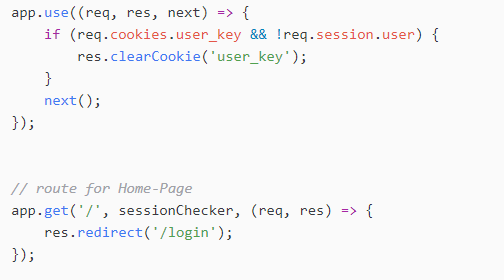 app.use((req, res, next) => {
    if (req.cookies.user_key && !req.session.user) {
        res.clearCookie('user_key');
    }
    next();
});
// route for Home-Page
app.get('/', sessionChecker, (req, res) => {
    res.redirect('/login');
});